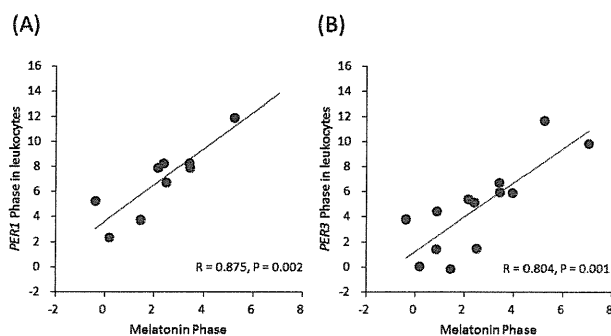 (A)
(B)
16
14
12
10
8
6
4
2
0
-2
PER1 Phase in leukocytes
R = 0.875, P = 0.002
-2 0 2 4 6 8
Melatonin Phase
16
14
12
10
8
6
4
2
0
-2
PER3 Phase in leukocytes
R = 0.804, P = 0.001
-2 0 2 4 6 8
Melatonin Phase